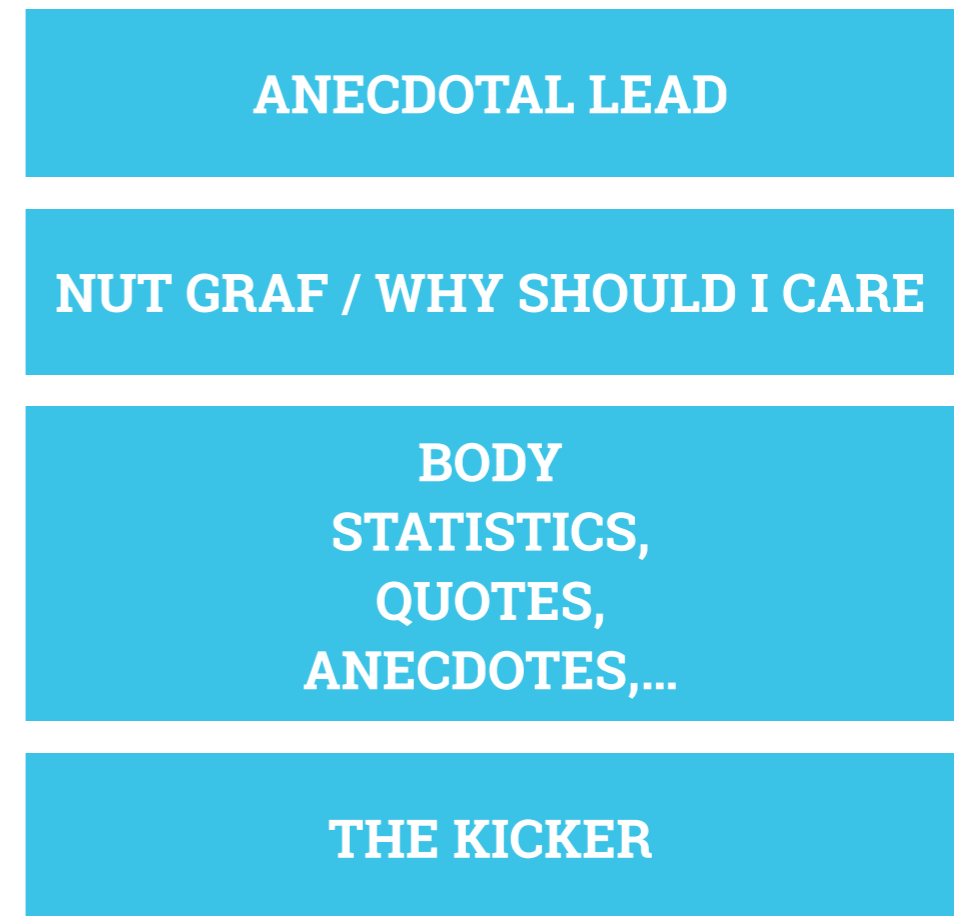 ANECDOTAL LEAD
NUT GRAF / WHY SHOULD I CARE
BODY
STATISTICS,
QUOTES,
ANECDOTES,...
THE KICKER